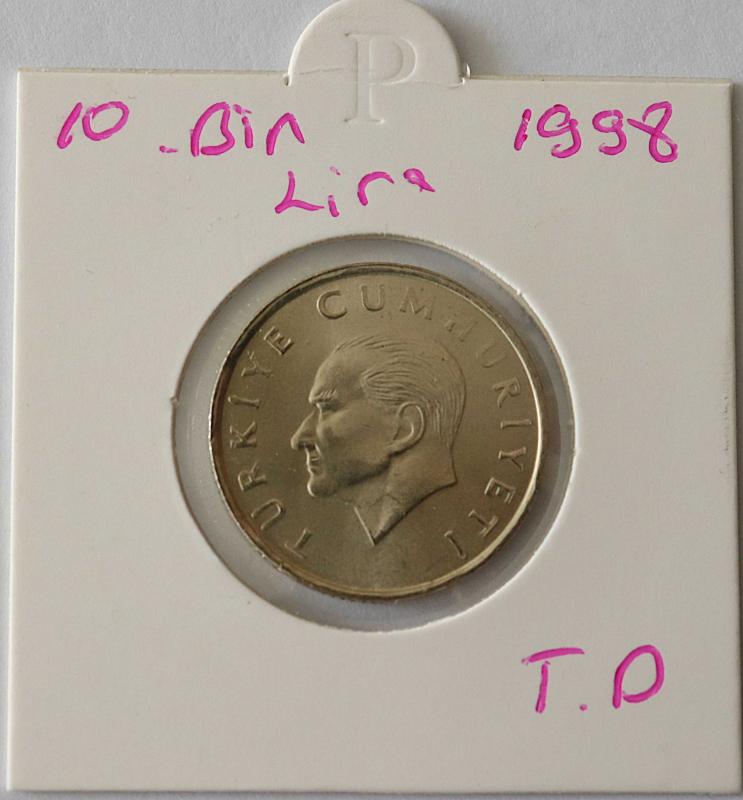 P
10 .Bin 1998
Lira
TÜRKİYE CUMHURİYETİ
T.D